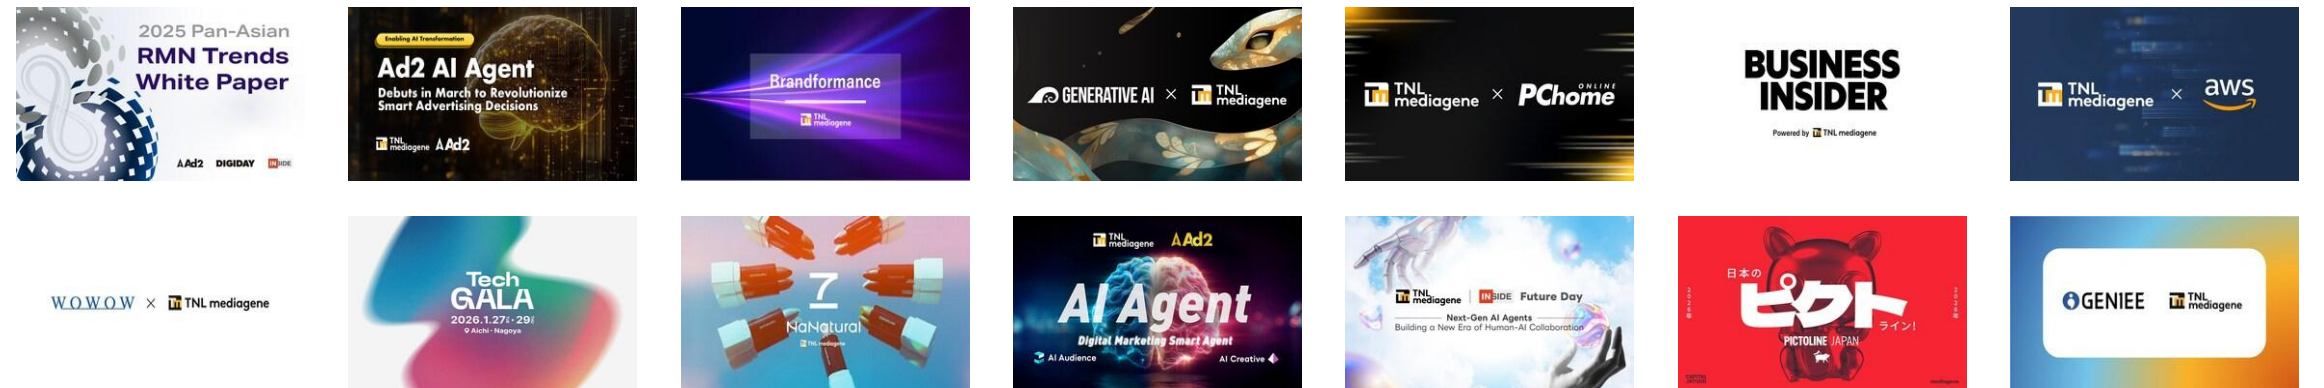 2025 Pan-Asian
RMN Trends
White Paper
Ad2 DIGIDAY INSIDE
Enabling AI Transformation
Ad2 AI Agent
Debuts in March to Revolutionize
Smart Advertising Decisions
TNL mediagene Ad2
Brandformance
TNL mediagene
GENERATIVE AI × TNL mediagene
TNL mediagene × PChome ONLINE
BUSINESS
INSIDER
Powered by TNL mediagene
TNL mediagene × aws
WOWOW × TNL mediagene
Tech
GALA
2026.1.27 - 29
Aichi - Nagoya
7
NaNatural
TNL mediagene
TNL mediagene Ad2
AI Agent
Digital Marketing Smart Agent
AI Audience AI Creative
TNL mediagene | INSIDE Future Day
Next-Gen AI Agents
Building a New Era of Human-AI Collaboration
日本の
ピクト
ライン!
PICTOLINE JAPAN
mediagene
GENIEE TNL mediagene